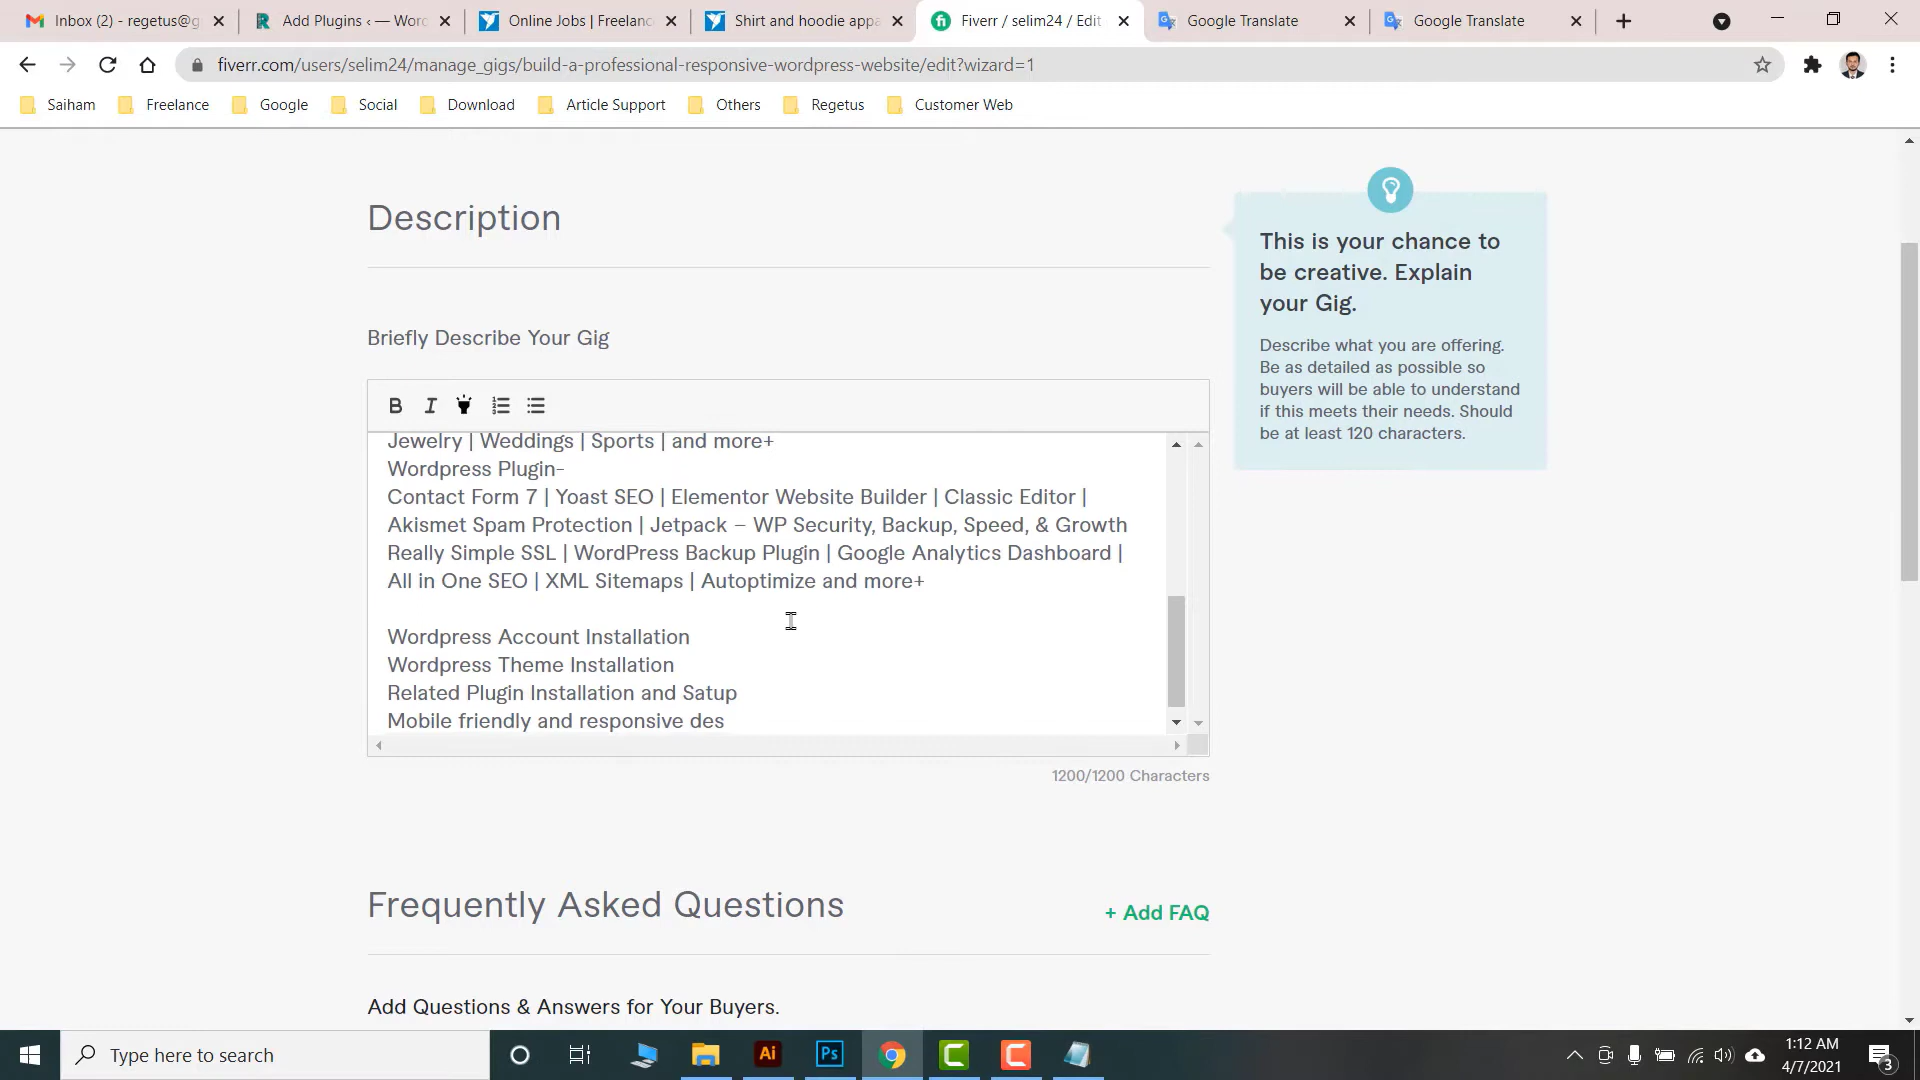 Inbox (2) - regetus@g
Add Plugins ‹ — Word
Online Jobs | Freelanc
Shirt and hoodie appa
Fiverr / selim24 / Edit
Google Translate
Google Translate
fiverr.com/users/selim24/manage_gigs/build-a-professional-responsive-wordpress-website/edit?wizard=1
Saiham
Freelance
Google
Social
Download
Article Support
Others
Regetus
Customer Web
Description
Briefly Describe Your Gig
B I
Jewelry | Weddings | Sports | and more+
Wordpress Plugin-
Contact Form 7 | Yoast SEO | Elementor Website Builder | Classic Editor |
Akismet Spam Protection | Jetpack – WP Security, Backup, Speed, & Growth
Really Simple SSL | WordPress Backup Plugin | Google Analytics Dashboard |
All in One SEO | XML Sitemaps | Autoptimize and more+
Wordpress Account Installation
Wordpress Theme Installation
Related Plugin Installation and Satup
Mobile friendly and responsive des
1200/1200 Characters
This is your chance to
be creative. Explain
your Gig.
Describe what you are offering.
Be as detailed as possible so
buyers will be able to understand
if this meets their needs. Should
be at least 120 characters.
Frequently Asked Questions
+ Add FAQ
Add Questions & Answers for Your Buyers.
Type here to search
Ai
Ps
1:12 AM
4/7/2021
3